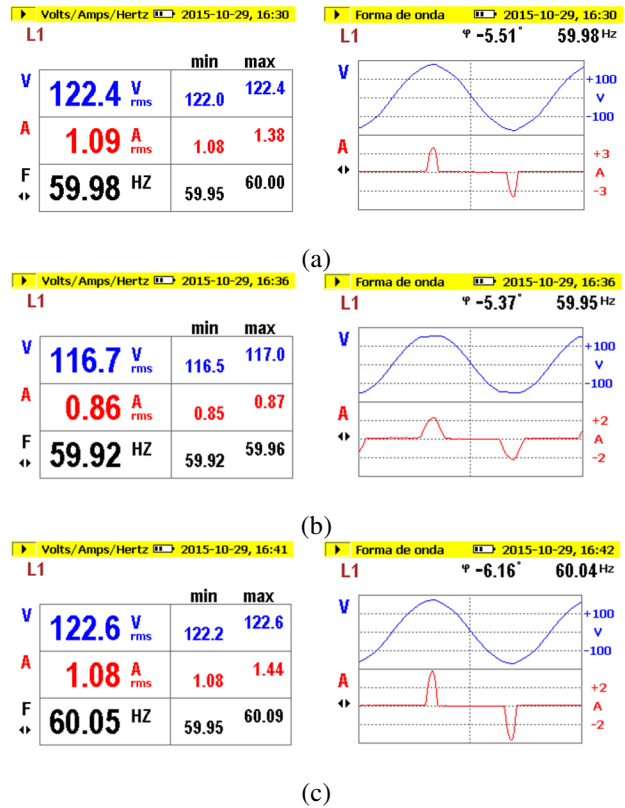 Volts/Amps/Hertz 2015-10-29, 16:30
L1
min max
V 122.4 V rms 122.0 122.4
A 1.09 A rms 1.08 1.38
F 59.98 HZ 59.95 60.00
Forma de onda 2015-10-29, 16:30
L1 φ -5.51° 59.98 Hz
V
+100
V
-100
A
+3
A
-3
(a)
Volts/Amps/Hertz 2015-10-29, 16:36
L1
min max
V 116.7 V rms 116.5 117.0
A 0.86 A rms 0.85 0.87
F 59.92 HZ 59.92 59.96
Forma de onda 2015-10-29, 16:36
L1 φ -5.37° 59.95 Hz
V
+100
V
-100
A
+2
A
-2
(b)
Volts/Amps/Hertz 2015-10-29, 16:41
L1
min max
V 122.6 V rms 122.2 122.6
A 1.08 A rms 1.08 1.44
F 60.05 HZ 59.95 60.09
Forma de onda 2015-10-29, 16:42
L1 φ -6.16° 60.04 Hz
V
+100
V
-100
A
+2
A
-2
(c)